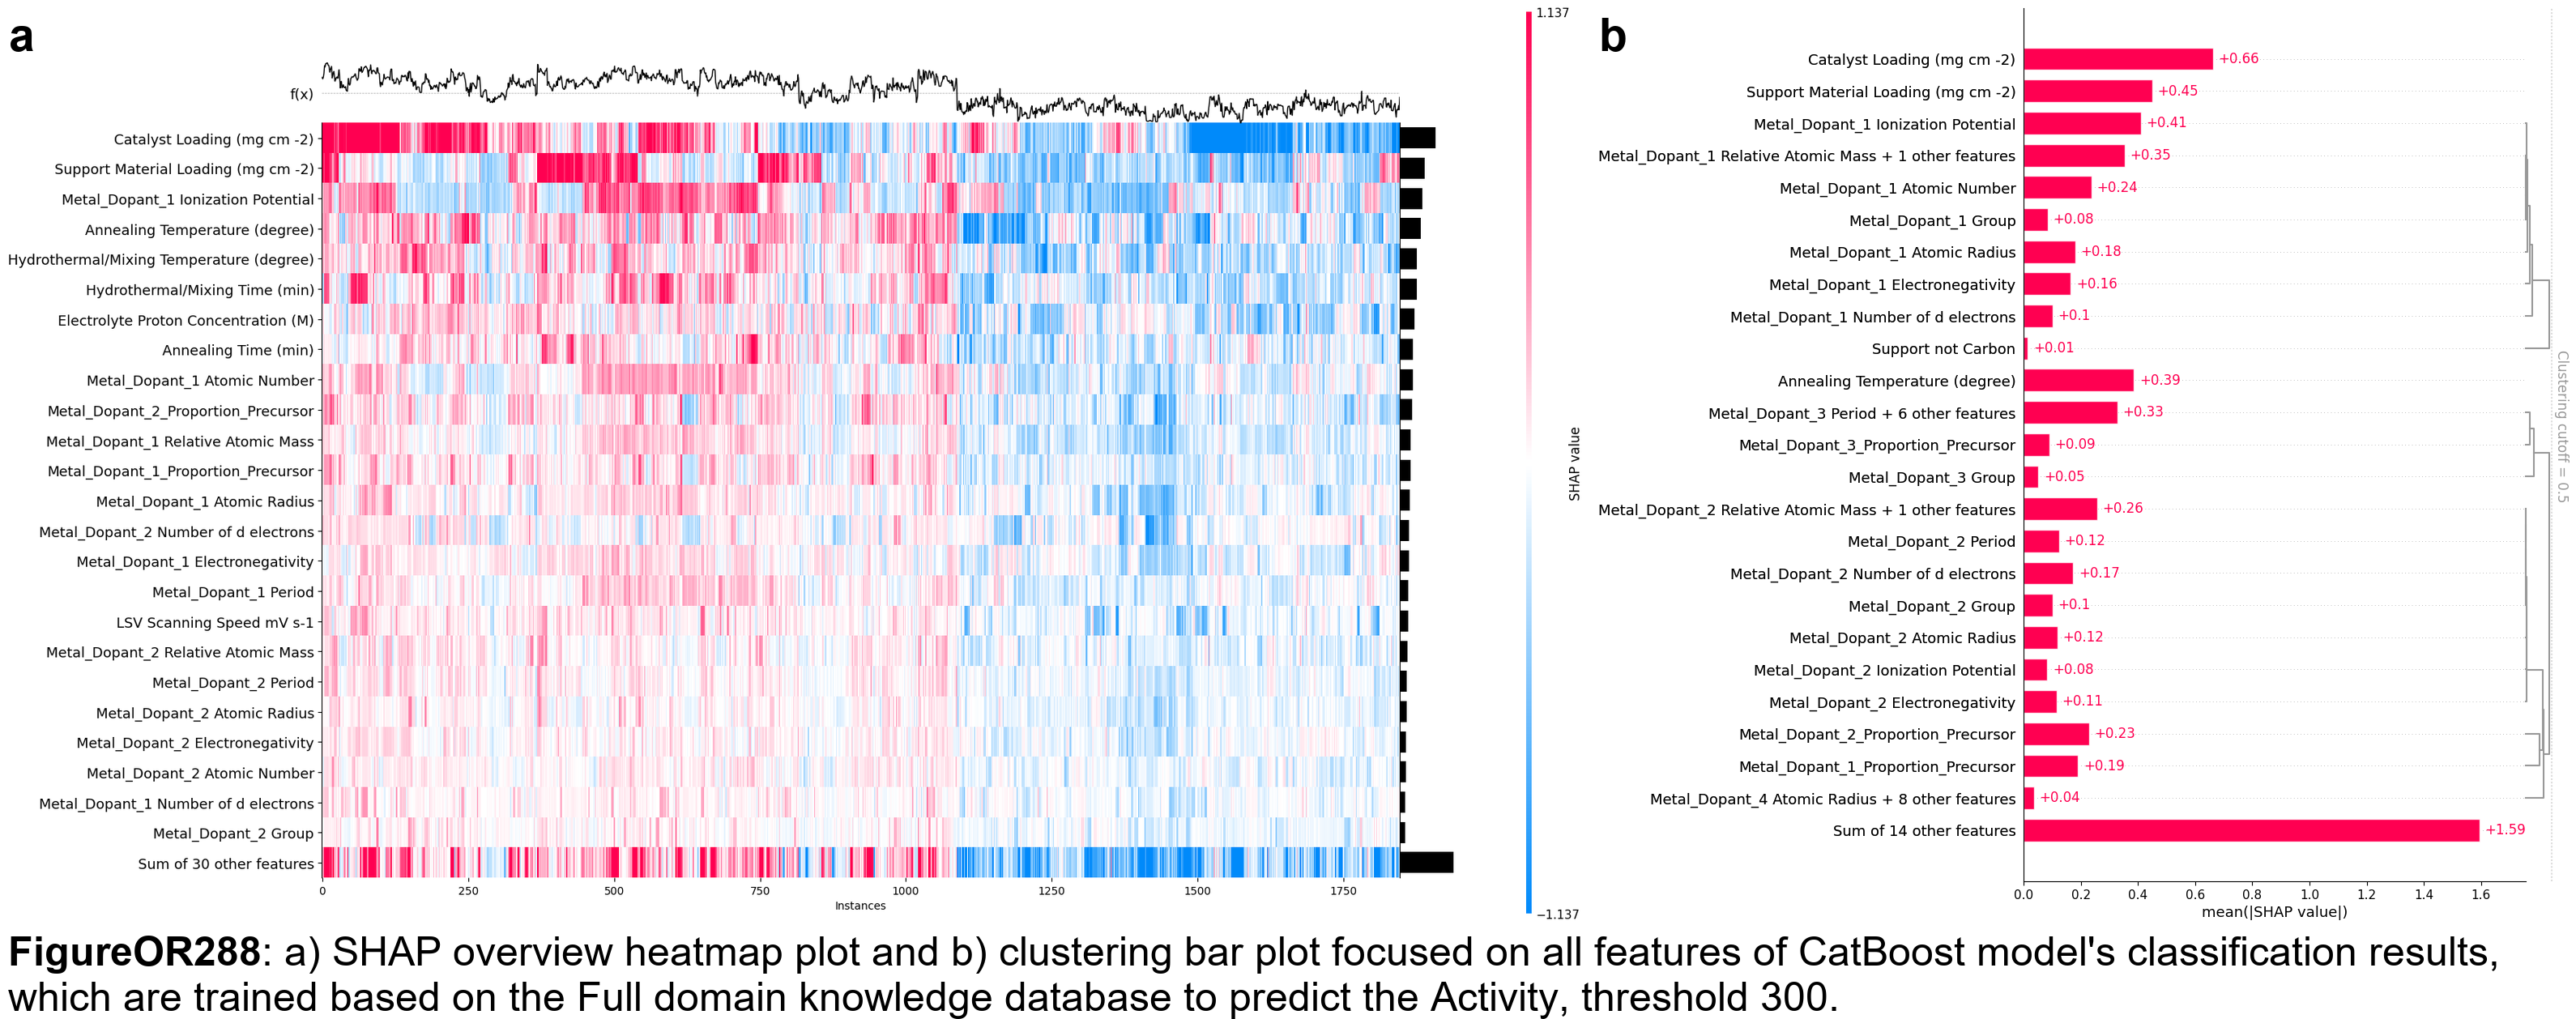 a
f(x)
Catalyst Loading (mg cm -2)
Support Material Loading (mg cm -2)
Metal_Dopant_1 Ionization Potential
Annealing Temperature (degree)
Hydrothermal/Mixing Temperature (degree)
Hydrothermal/Mixing Time (min)
Electrolyte Proton Concentration (M)
Annealing Time (min)
Metal_Dopant_1 Atomic Number
Metal_Dopant_2_Proportion_Precursor
Metal_Dopant_1 Relative Atomic Mass
Metal_Dopant_1_Proportion_Precursor
Metal_Dopant_1 Atomic Radius
Metal_Dopant_2 Number of d electrons
Metal_Dopant_1 Electronegativity
Metal_Dopant_1 Period
LSV Scanning Speed mV s-1
Metal_Dopant_2 Relative Atomic Mass
Metal_Dopant_2 Period
Metal_Dopant_2 Atomic Radius
Metal_Dopant_2 Electronegativity
Metal_Dopant_2 Atomic Number
Metal_Dopant_1 Number of d electrons
Metal_Dopant_2 Group
Sum of 30 other features
0 250 500 750 1000 1250 1500 1750
Instances
1.137
SHAP value
−1.137
b
Catalyst Loading (mg cm -2) +0.66
Support Material Loading (mg cm -2) +0.45
Metal_Dopant_1 Ionization Potential +0.41
Metal_Dopant_1 Relative Atomic Mass + 1 other features +0.35
Metal_Dopant_1 Atomic Number +0.24
Metal_Dopant_1 Group +0.08
Metal_Dopant_1 Atomic Radius +0.18
Metal_Dopant_1 Electronegativity +0.16
Metal_Dopant_1 Number of d electrons +0.1
Support not Carbon +0.01
Annealing Temperature (degree) +0.39
Metal_Dopant_3 Period + 6 other features +0.33
Metal_Dopant_3_Proportion_Precursor +0.09
Metal_Dopant_3 Group +0.05
Metal_Dopant_2 Relative Atomic Mass + 1 other features +0.26
Metal_Dopant_2 Period +0.12
Metal_Dopant_2 Number of d electrons +0.17
Metal_Dopant_2 Group +0.1
Metal_Dopant_2 Atomic Radius +0.12
Metal_Dopant_2 Ionization Potential +0.08
Metal_Dopant_2 Electronegativity +0.11
Metal_Dopant_2_Proportion_Precursor +0.23
Metal_Dopant_1_Proportion_Precursor +0.19
Metal_Dopant_4 Atomic Radius + 8 other features +0.04
Sum of 14 other features +1.59
0.0 0.2 0.4 0.6 0.8 1.0 1.2 1.4 1.6
mean(|SHAP value|)
Clustering cutoff = 0.5
FigureOR288: a) SHAP overview heatmap plot and b) clustering bar plot focused on all features of CatBoost model's classification results,
which are trained based on the Full domain knowledge database to predict the Activity, threshold 300.